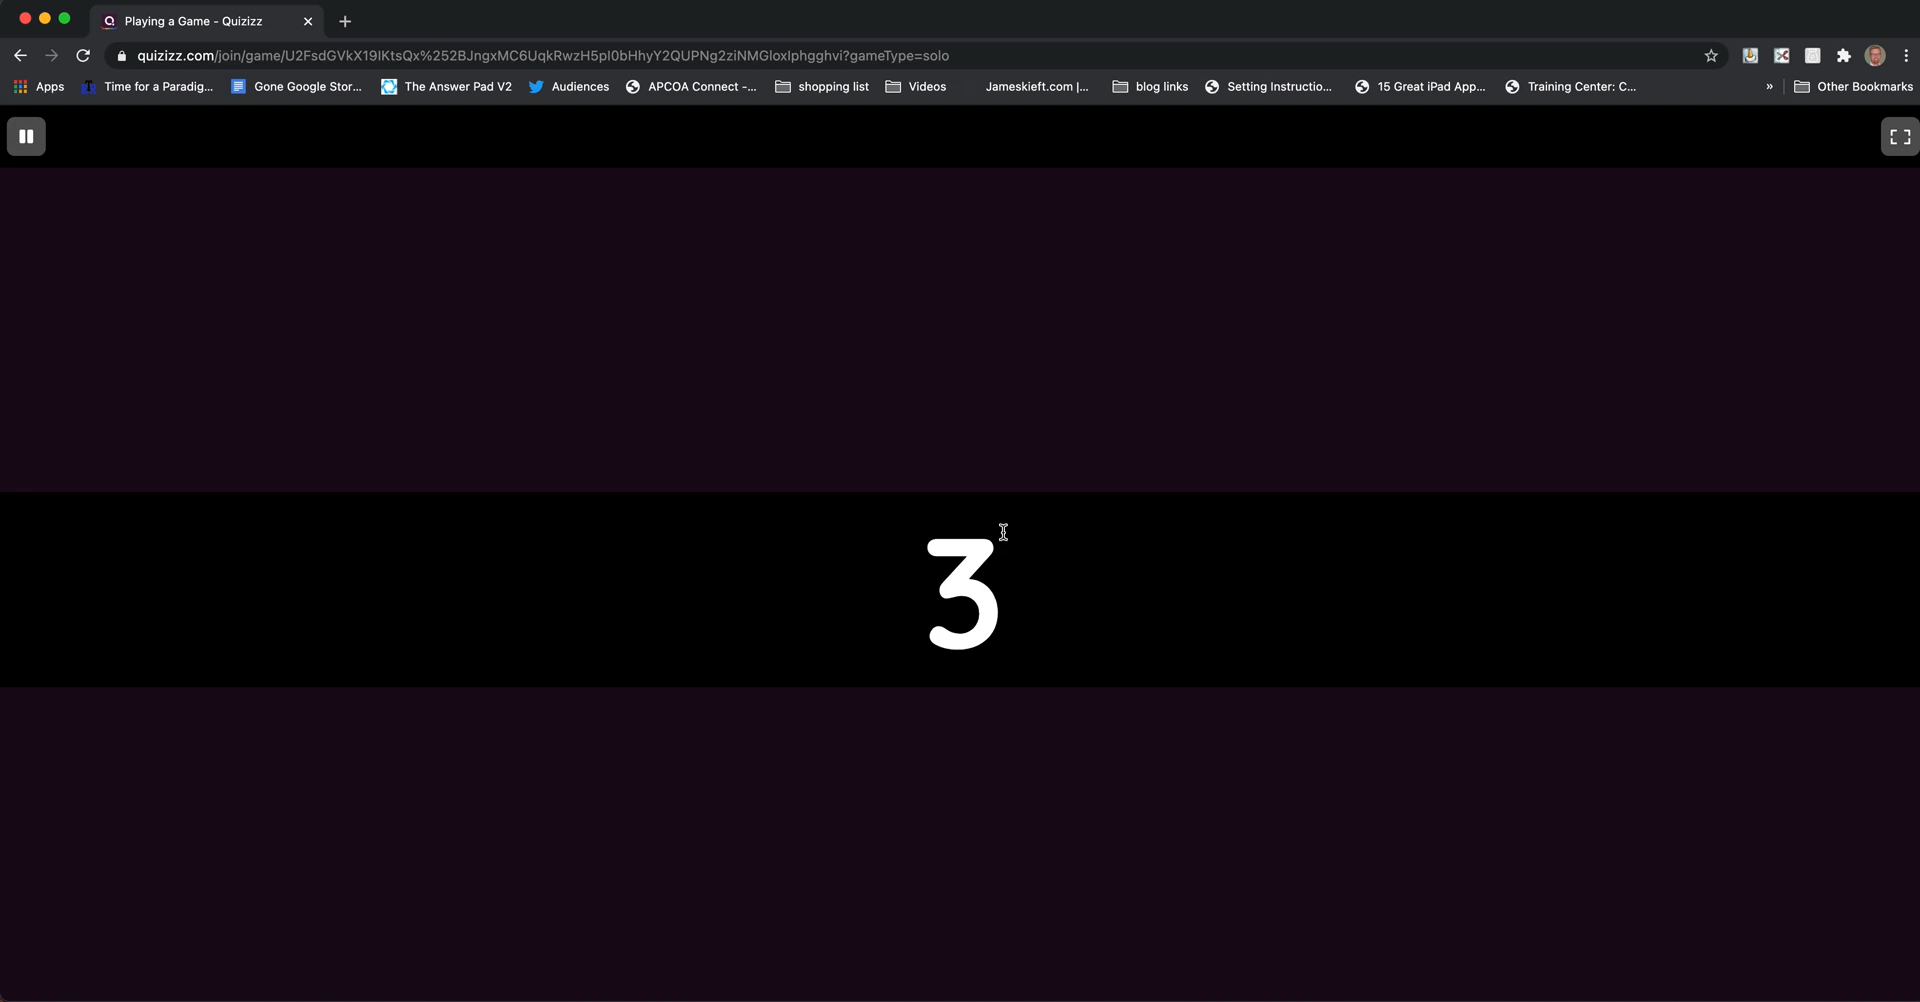 Playing a Game - Quizizz
quizizz.com/join/game/U2FsdGVkX19IKtsQx%252BJngxMC6UqkRwzH5pI0bHhyY2QUPNg2ziNMGloxIphgghvi?gameType=solo
Apps Time for a Paradig... Gone Google Stor... The Answer Pad V2 Audiences APCOA Connect -... shopping list Videos Jameskieft.com |... blog links Setting Instructio... 15 Great iPad App... Training Center: C... » Other Bookmarks
3